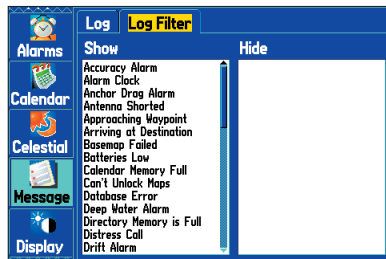 Log Log Filter
Alarms
Show Hide
Accuracy Alarm
Alarm Clock
Anchor Drag Alarm
Antenna Shorted
Approaching Waypoint
Arriving at Destination
Basemap Failed
Batteries Low
Calendar Memory Full
Can't Unlock Maps
Database Error
Deep Water Alarm
Directory Memory is Full
Distress Call
Drift Alarm
Calendar
Celestial
Message
Display